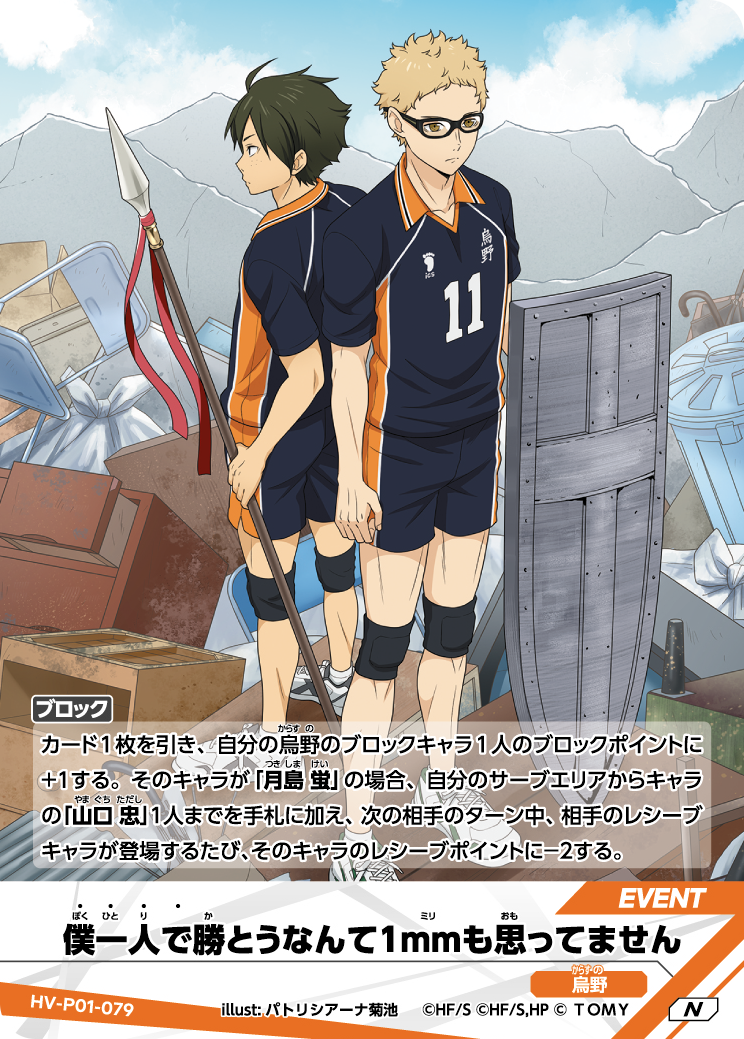 烏野
ics
11
ブロック
カード1枚を引き、自分の烏野のブロックキャラ1人のブロックポイントに
+1する。そのキャラが「月島 蛍」の場合、自分のサーブエリアからキャラ
の「山口 忠」1人までを手札に加え、次の相手のターン中、相手のレシーブ
キャラが登場するたび、そのキャラのレシーブポイントに−2する。
EVENT
僕一人で勝とうなんて1mmも思ってません
烏野
HV-P01-079
illust: パトリシアーナ菊池 ©HF/S ©HF/S,HP © TOMY
N